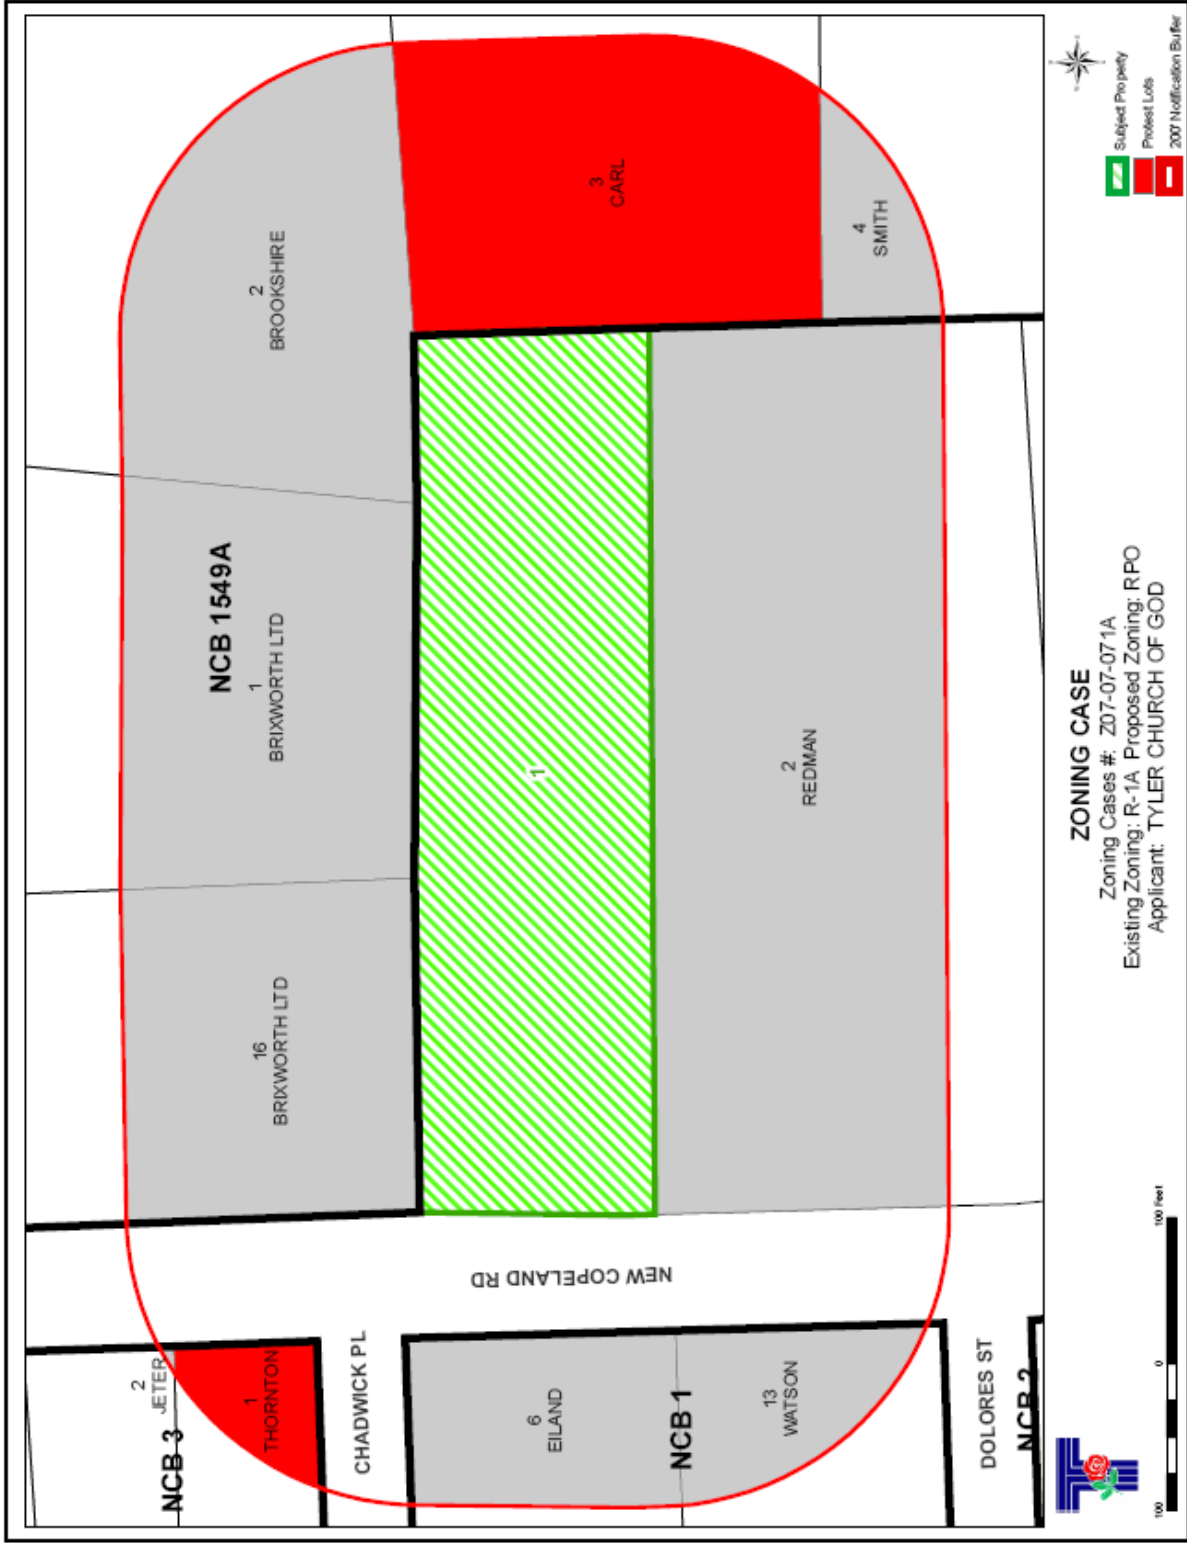 NCB 3
2
JETER
1
THORNTON
CHADWICK PL
6
EILAND
NCB 1
13
WATSON
DOLORES ST
NCB 2
NEW COPELAND RD
16
BRIXWORTH LTD
NCB 1549A
1
BRIXWORTH LTD
2
BROOKSHIRE
1
2
REDMAN
3
CARL
4
SMITH
100
0
100 Feet
ZONING CASE
Zoning Cases #: Z07-07-071A
Existing Zoning: R-1A Proposed Zoning: RPO
Applicant: TYLER CHURCH OF GOD
Subject Property
Protest Lots
200' Notification Buffer